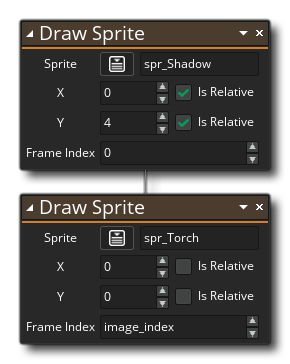 Draw Sprite
Sprite spr_Shadow
X 0 Is Relative
Y 4 Is Relative
Frame Index 0
Draw Sprite
Sprite spr_Torch
X 0 Is Relative
Y 0 Is Relative
Frame Index image_index